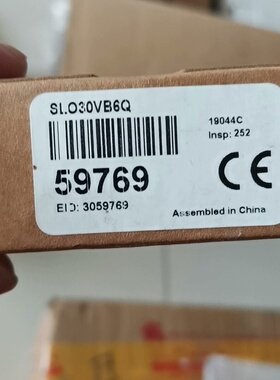 SLO30VB6Q
19044C
Insp: 252
59769
CE
EID: 3059769
Assembled in China